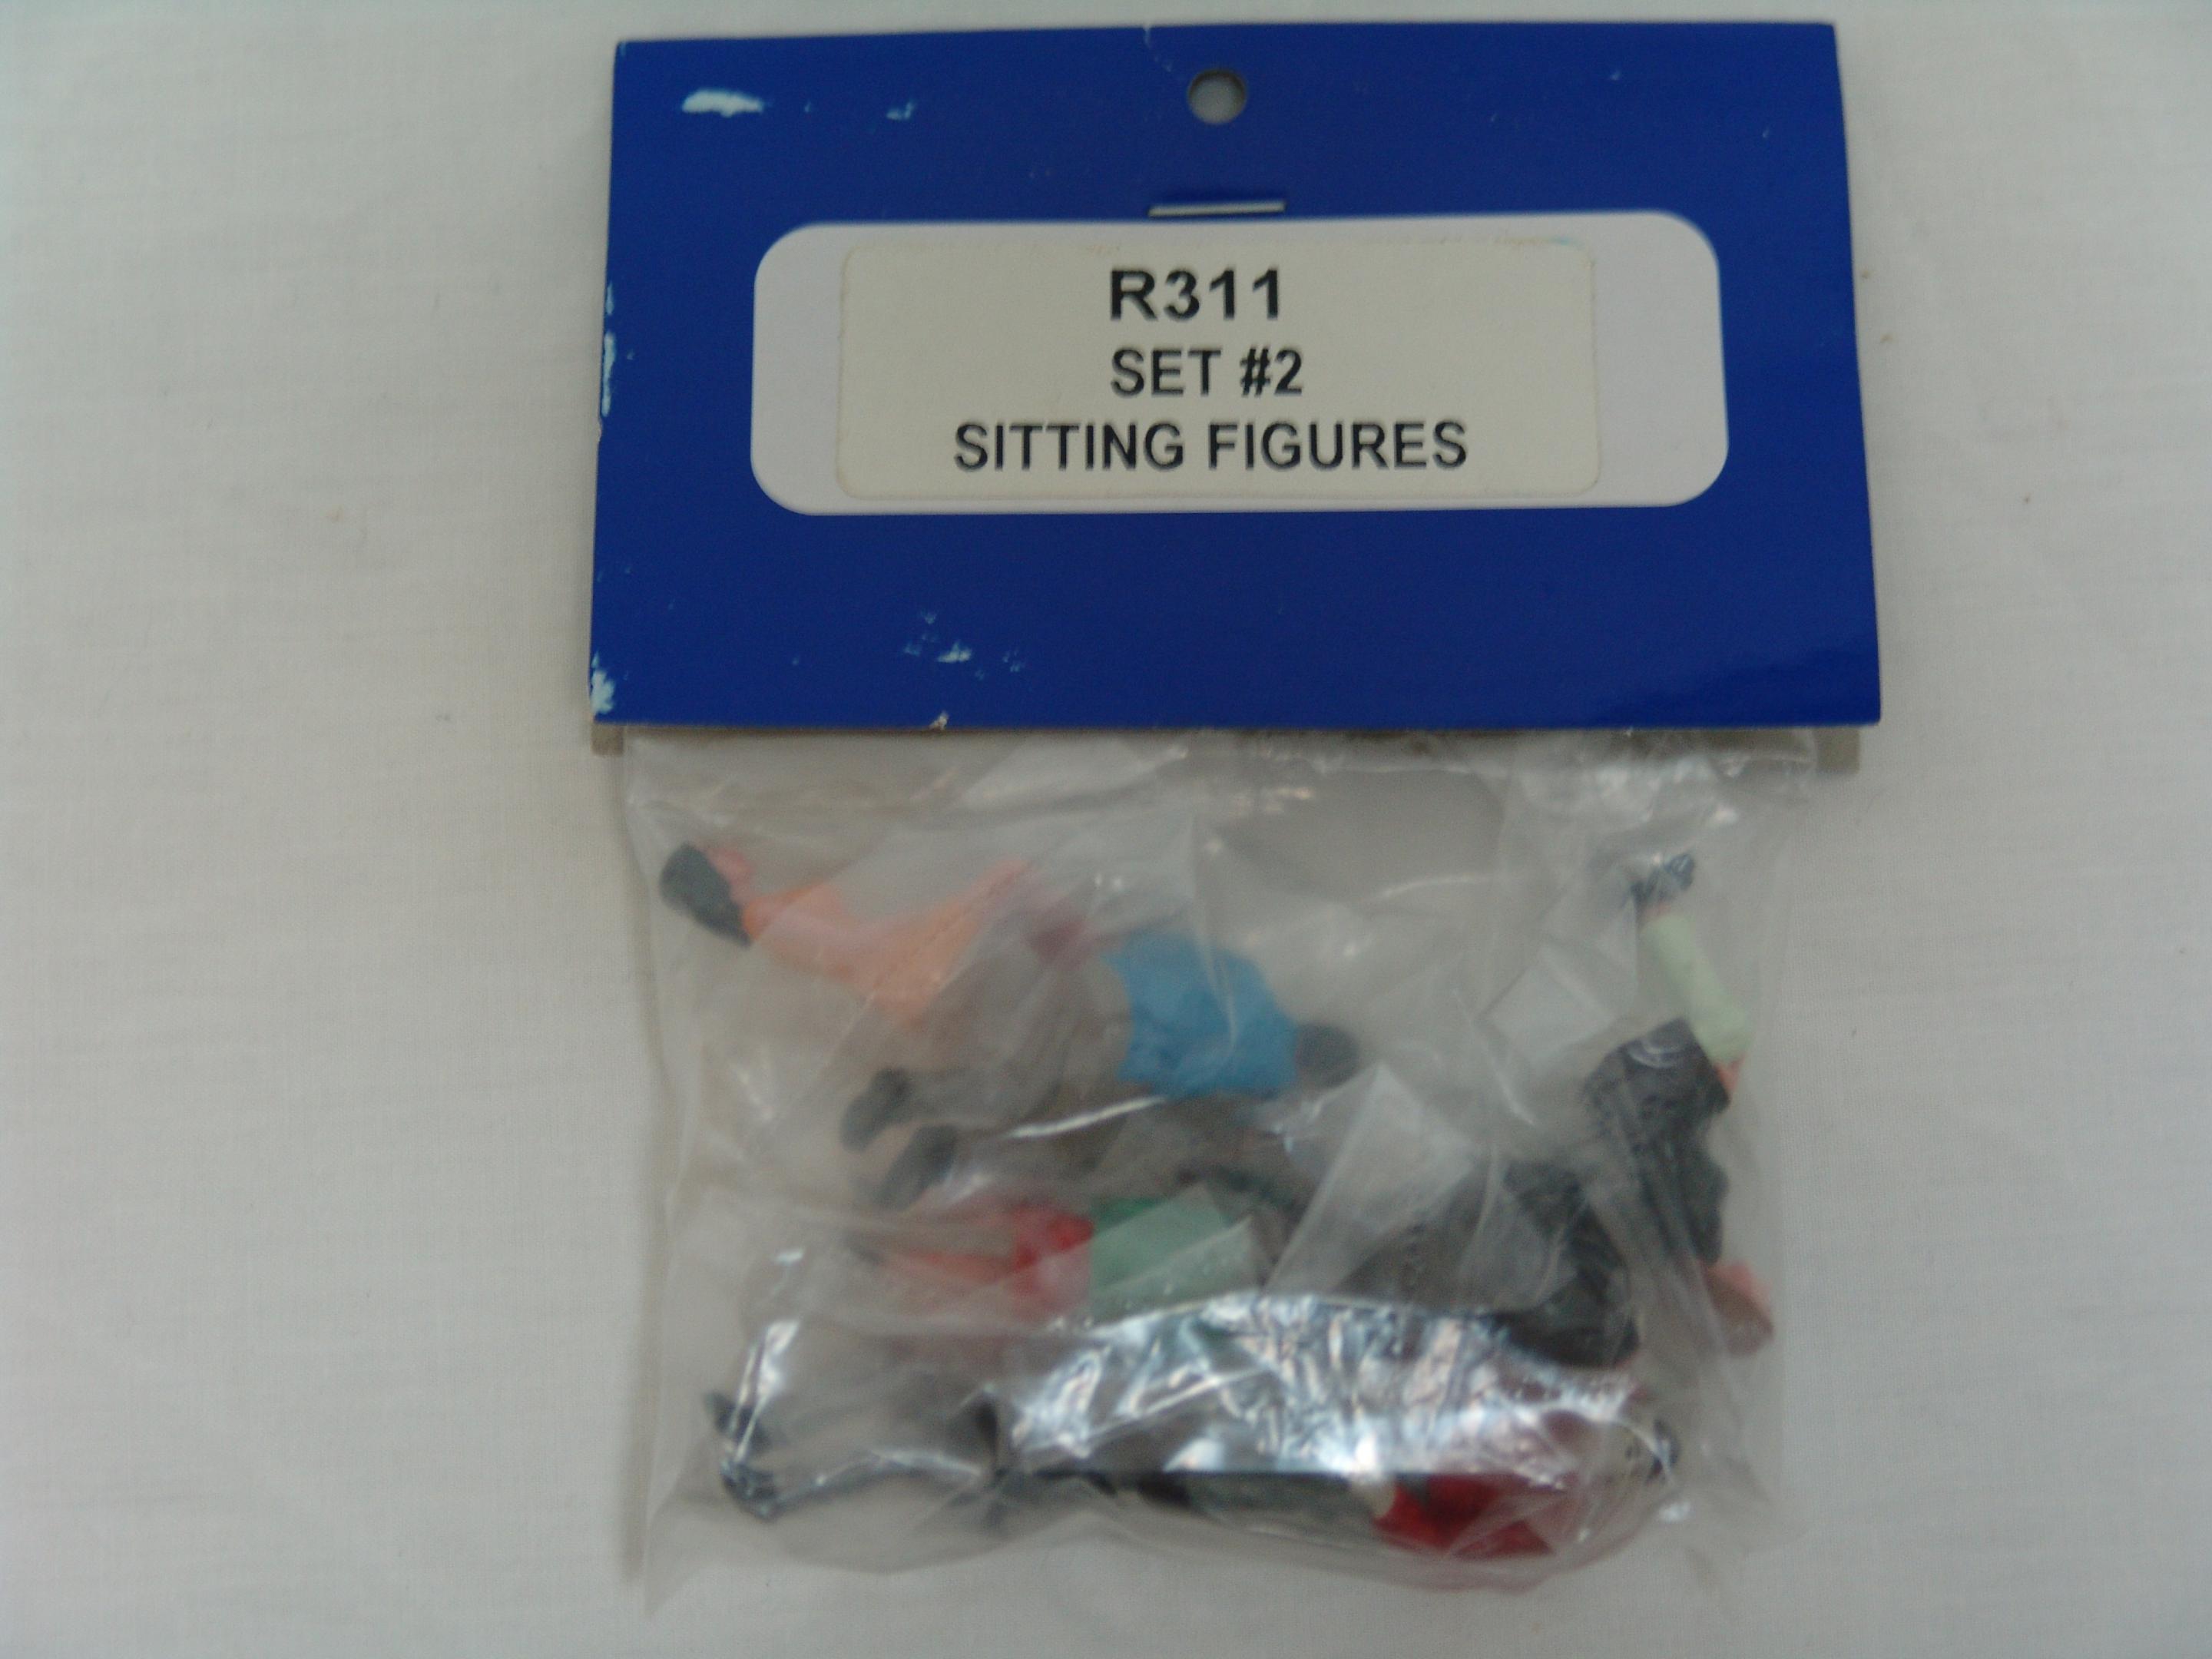 R311
SET #2
SITTING FIGURES